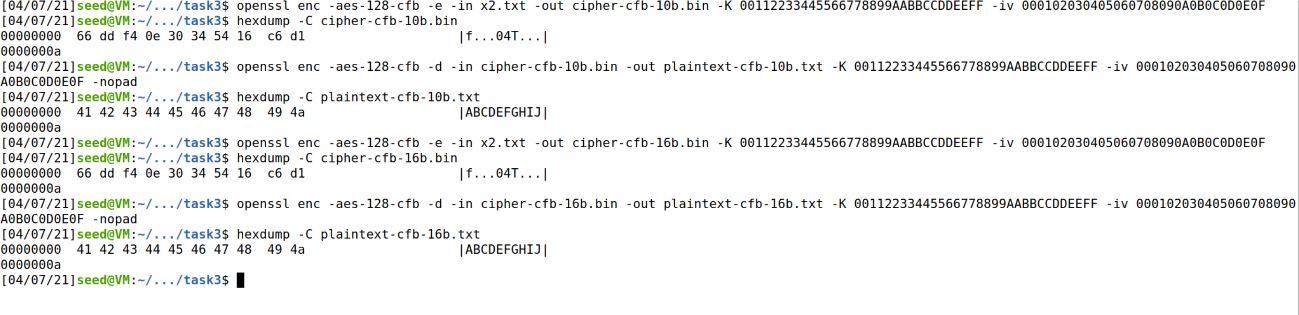 [04/07/21]seed@VM:~/.../task3$ openssl enc -aes-128-cfb -e -in x2.txt -out cipher-cfb-10b.bin -K 00112233445566778899AABBCCDDEEFF -iv 000102030405060708090A0B0C0D0E0F
[04/07/21]seed@VM:~/.../task3$ hexdump -C cipher-cfb-10b.bin
00000000  66 dd f4 0e 30 34 54 16  c6 d1                    |f...04T...|
0000000a
[04/07/21]seed@VM:~/.../task3$ openssl enc -aes-128-cfb -d -in cipher-cfb-10b.bin -out plaintext-cfb-10b.txt -K 00112233445566778899AABBCCDDEEFF -iv 000102030405060708090
A0B0C0D0E0F -nopad
[04/07/21]seed@VM:~/.../task3$ hexdump -C plaintext-cfb-10b.txt
00000000  41 42 43 44 45 46 47 48  49 4a                    |ABCDEFGHIJ|
0000000a
[04/07/21]seed@VM:~/.../task3$ openssl enc -aes-128-cfb -e -in x2.txt -out cipher-cfb-16b.bin -K 00112233445566778899AABBCCDDEEFF -iv 000102030405060708090A0B0C0D0E0F
[04/07/21]seed@VM:~/.../task3$ hexdump -C cipher-cfb-16b.bin
00000000  66 dd f4 0e 30 34 54 16  c6 d1                    |f...04T...|
0000000a
[04/07/21]seed@VM:~/.../task3$ openssl enc -aes-128-cfb -d -in cipher-cfb-16b.bin -out plaintext-cfb-16b.txt -K 00112233445566778899AABBCCDDEEFF -iv 000102030405060708090
A0B0C0D0E0F -nopad
[04/07/21]seed@VM:~/.../task3$ hexdump -C plaintext-cfb-16b.txt
00000000  41 42 43 44 45 46 47 48  49 4a                    |ABCDEFGHIJ|
0000000a
[04/07/21]seed@VM:~/.../task3$